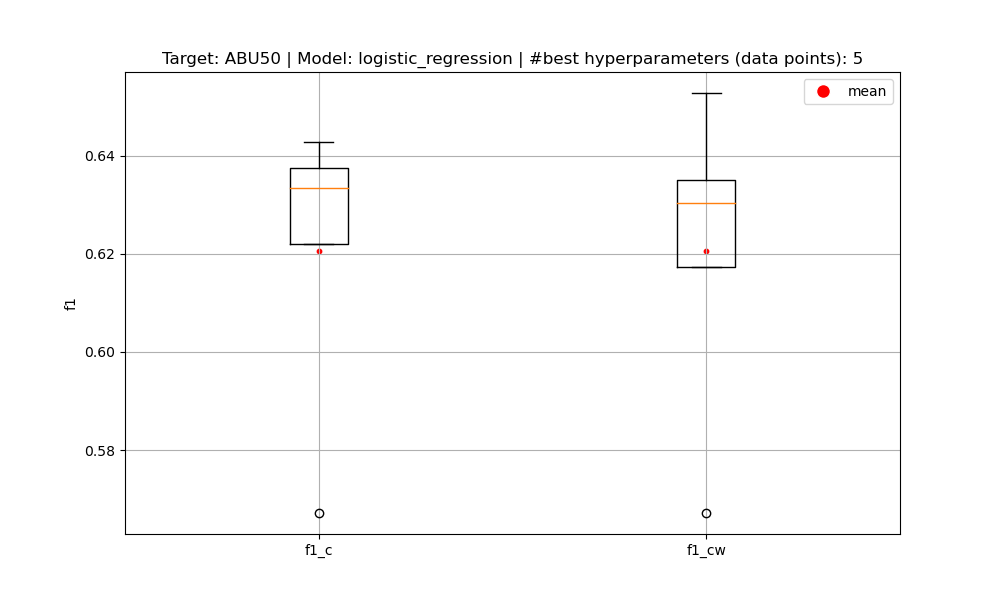 Target: ABU50 | Model: logistic_regression | #best hyperparameters (data points): 5
mean
0.64
0.62
0.60
0.58
f1
f1_c
f1_cw